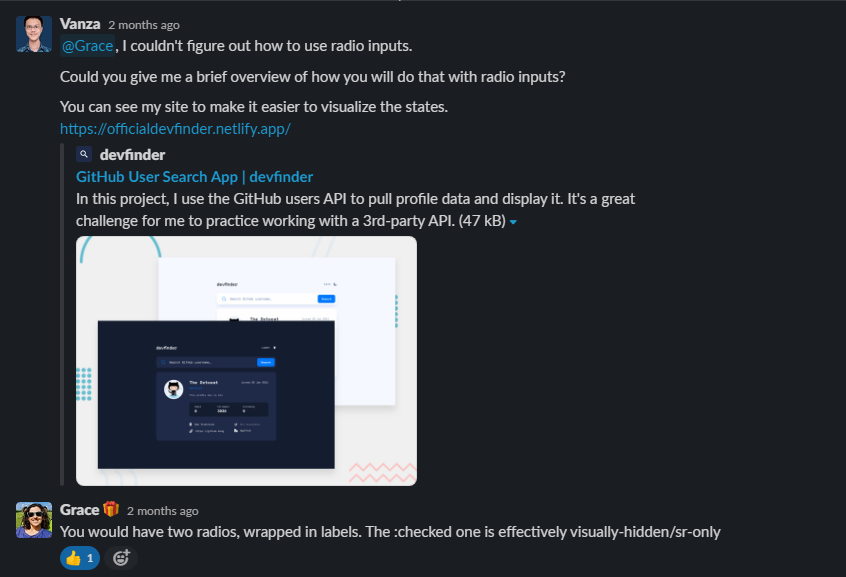 Vanza 2 months ago
@Grace, I couldn't figure out how to use radio inputs.
Could you give me a brief overview of how you will do that with radio inputs?
You can see my site to make it easier to visualize the states.
https://officialdevfinder.netlify.app/
devfinder
GitHub User Search App | devfinder
In this project, I use the GitHub users API to pull profile data and display it. It's a great
challenge for me to practice working with a 3rd-party API. (47 kB)
devfinder
Search GitHub username…
Search
The Octocat
devfinder
Search GitHub username…
Search
The Octocat
Grace 2 months ago
You would have two radios, wrapped in labels. The :checked one is effectively visually-hidden/sr-only
1